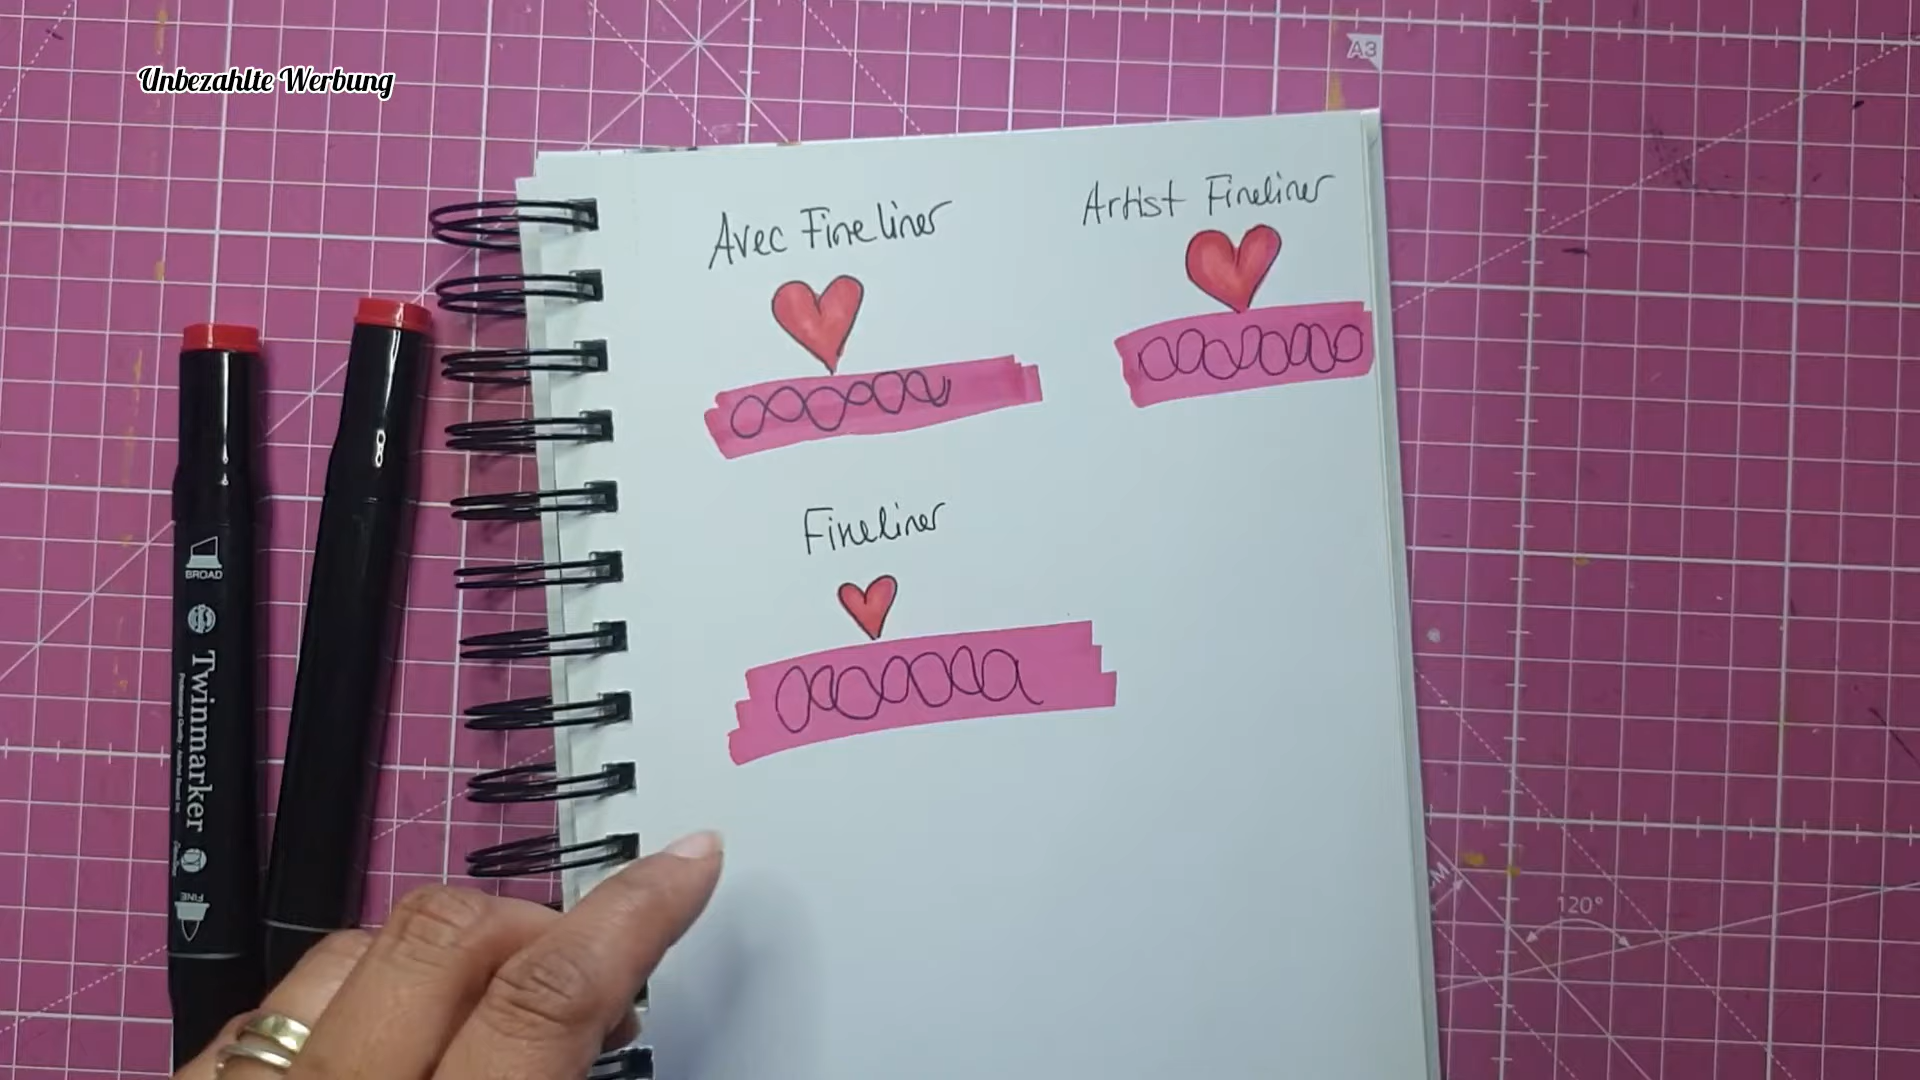 Unbezahlte Werbung
A3
Avec Fineliner
Artist Fineliner
Fineliner
BROAD
Twinmarker
FINE
120°